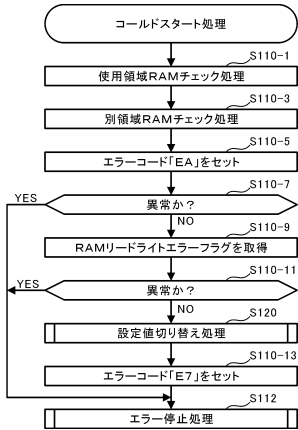 コールドスタート処理
S110-1
使用領域RAMチェック処理
S110-3
別領域RAMチェック処理
S110-5
エラーコード「EA」をセット
S110-7
YES
異常か？
NO
S110-9
RAMリードライトエラーフラグを取得
S110-11
YES
異常か？
NO
S120
設定値切り替え処理
S110-13
エラーコード「E7」をセット
S112
エラー停止処理